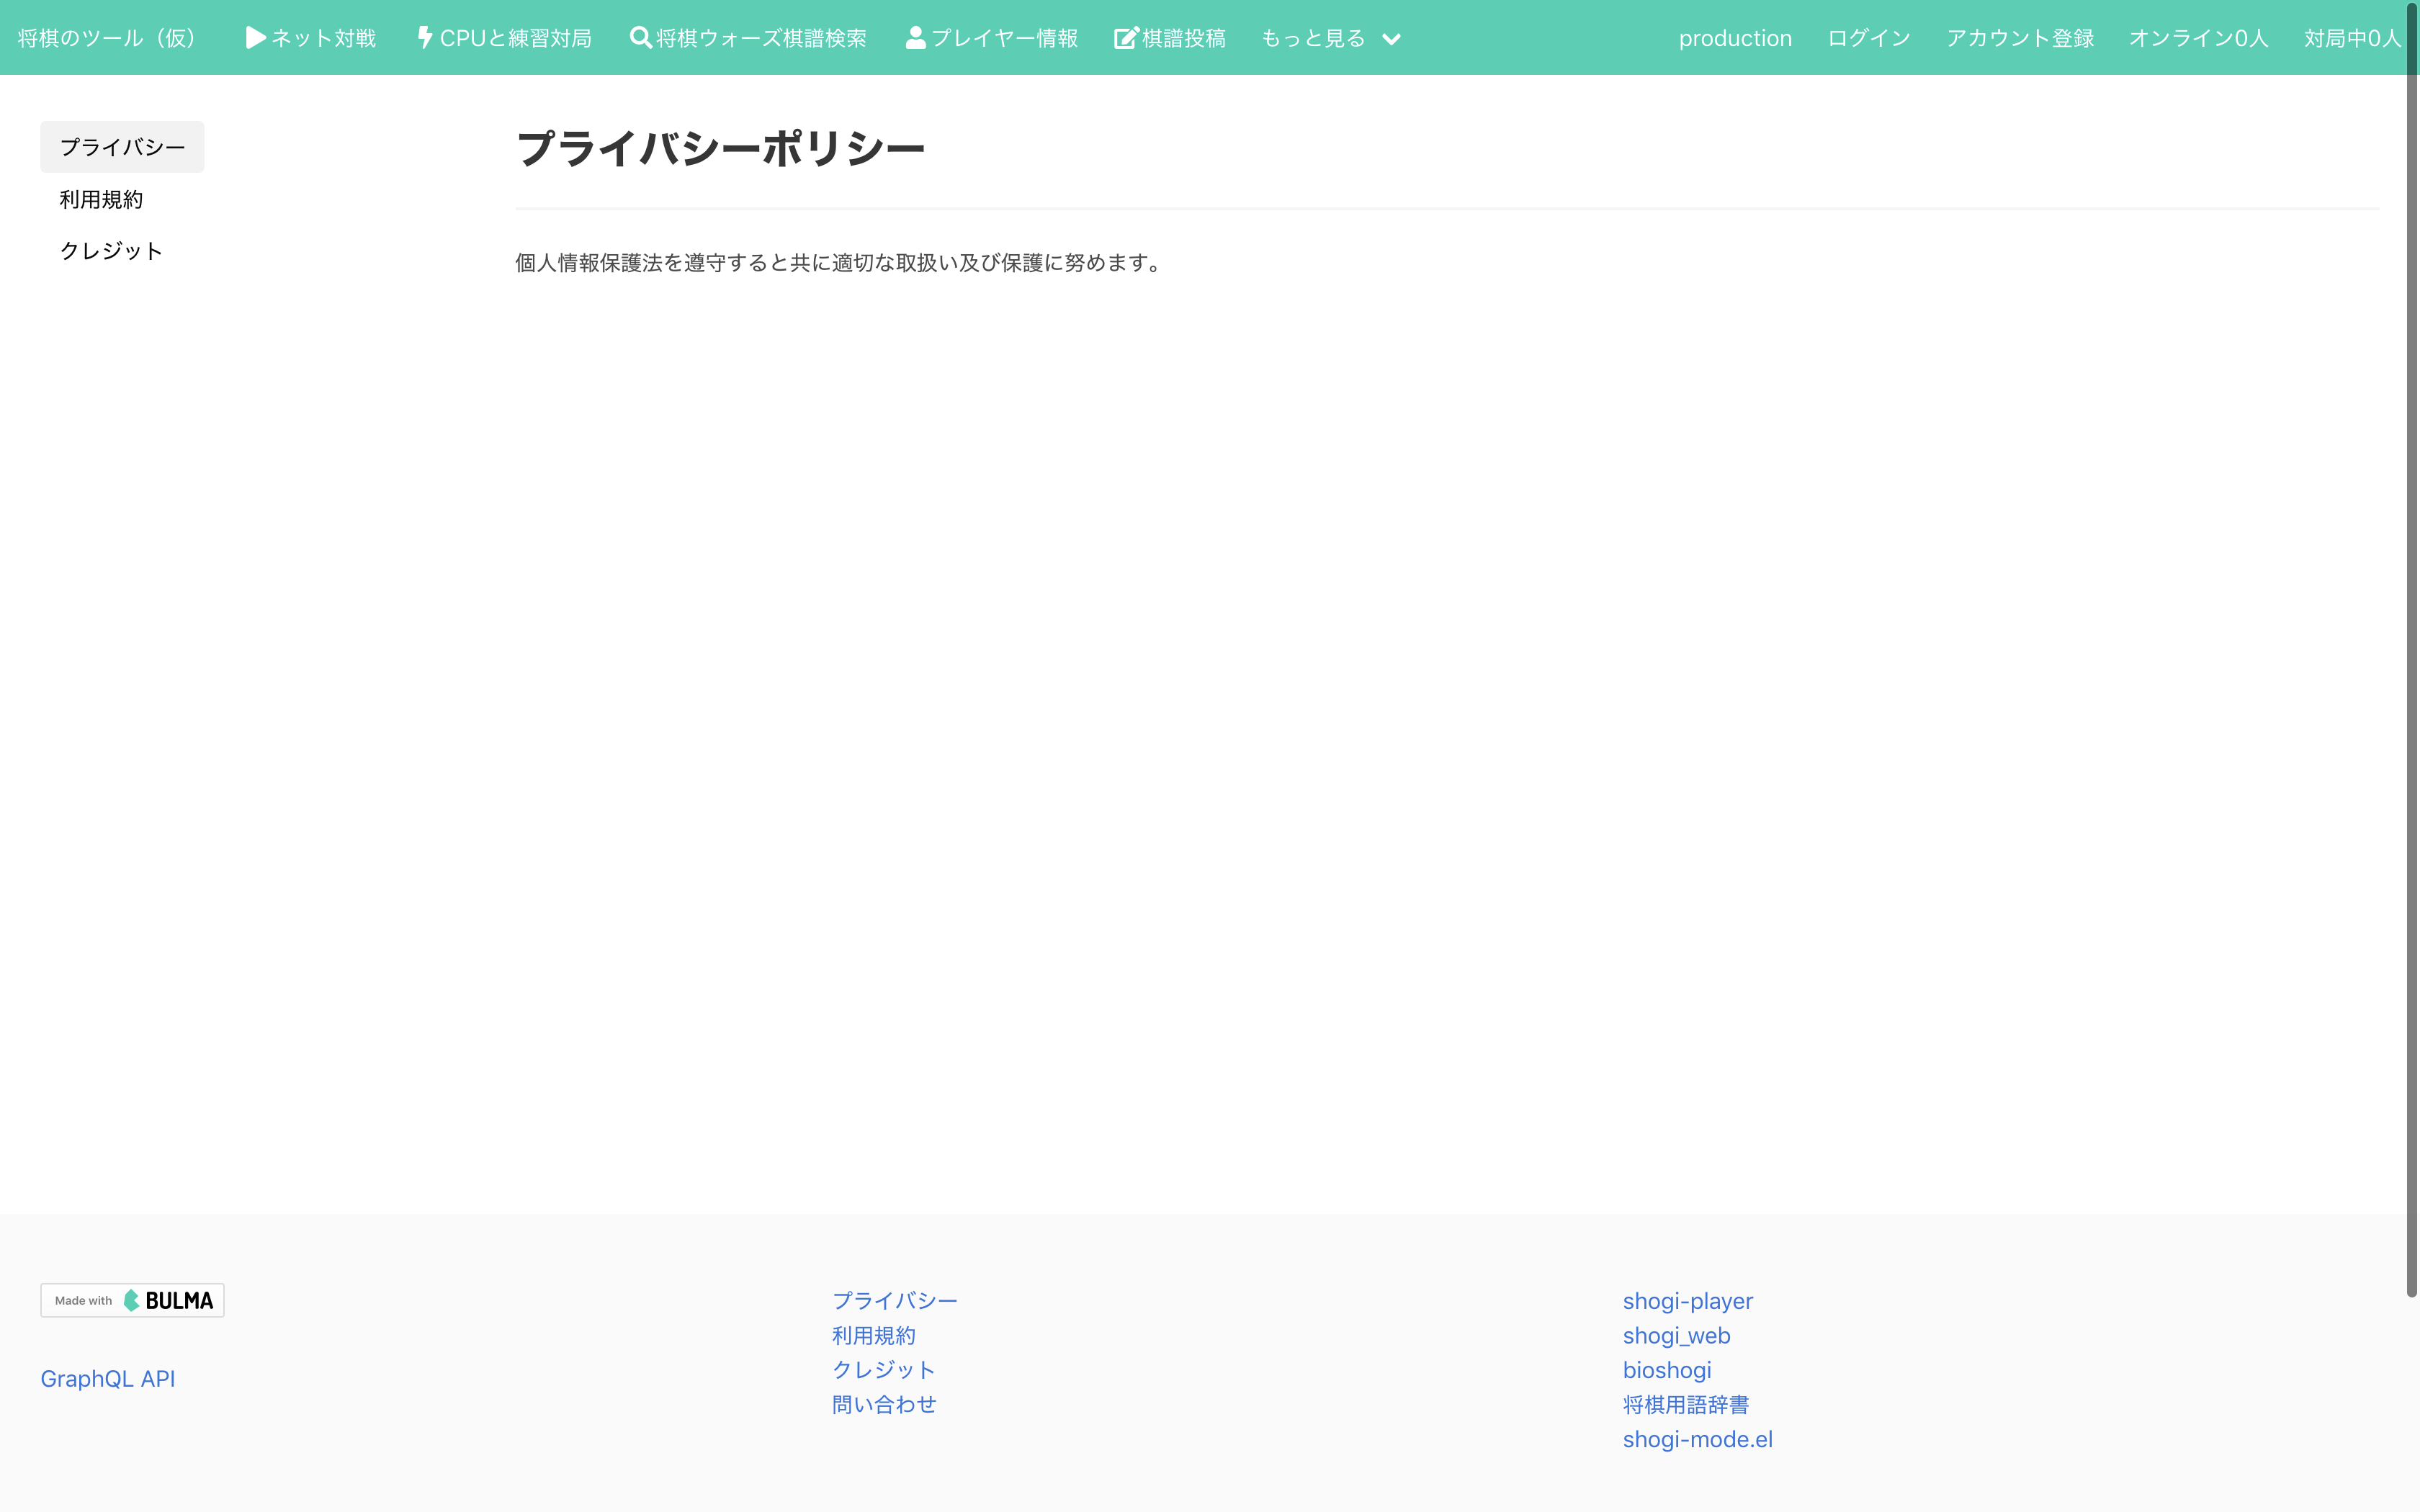 将棋のツール（仮） ネット対戦 CPUと練習対局 将棋ウォーズ棋譜検索 プレイヤー情報 棋譜投稿 もっと見る production ログイン アカウント登録 オンライン0人 対局中0人
プライバシー
利用規約
クレジット
プライバシーポリシー
個人情報保護法を遵守すると共に適切な取扱い及び保護に努めます。
Made with BULMA
GraphQL API
プライバシー
利用規約
クレジット
問い合わせ
shogi-player
shogi_web
bioshogi
将棋用語辞書
shogi-mode.el